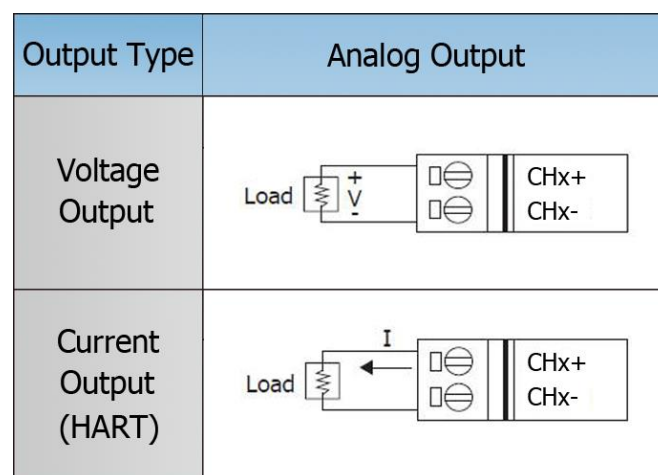 Output Type
Analog Output
Voltage
Output
Load
+
V
-
CHx+
CHx-
Current
Output
(HART)
I
Load
CHx+
CHx-